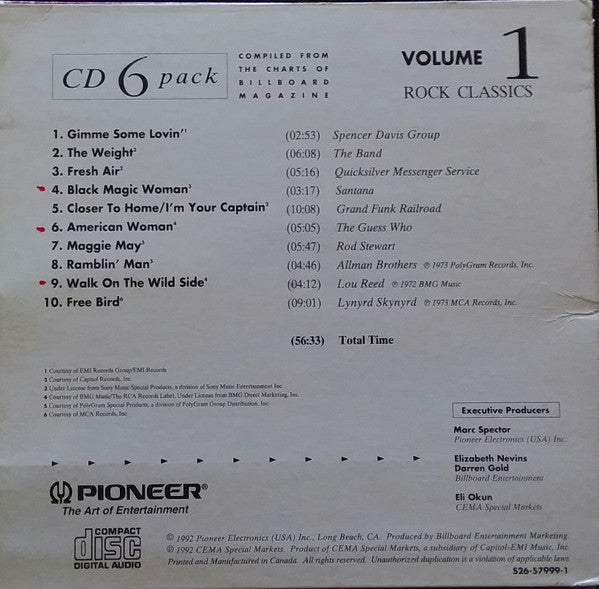 CD 6 pack
COMPILED FROM
THE CHARTS OF
BILLBOARD
MAGAZINE
VOLUME 1
ROCK CLASSICS
1. Gimme Some Lovin'¹ (02:53) Spencer Davis Group
2. The Weight² (06:08) The Band
3. Fresh Air² (05:16) Quicksilver Messenger Service
4. Black Magic Woman³ (03:17) Santana
5. Closer To Home/I'm Your Captain² (10:08) Grand Funk Railroad
6. American Woman⁴ (05:05) The Guess Who
7. Maggie May⁵ (05:47) Rod Stewart
8. Ramblin' Man⁵ (04:46) Allman Brothers ℗ 1973 PolyGram Records, Inc.
9. Walk On The Wild Side⁴ (04:12) Lou Reed ℗ 1972 BMG Music
10. Free Bird⁶ (09:01) Lynyrd Skynyrd ℗ 1973 MCA Records, Inc.
(56:33) Total Time
1 Courtesy of EMI Records Group/EMI Records
2 Courtesy of Capitol Records, Inc
3 Under License from Sony Music Special Products, a division of Sony Music Entertainment Inc.
4 Courtesy of BMG Music/The RCA Records Label, Under License from BMG Direct Marketing, Inc.
5 Courtesy of PolyGram Special Products, a division of PolyGram Group Distribution, Inc.
6 Courtesy of MCA Records, Inc.
Executive Producers
Marc Spector
Pioneer Electronics (USA) Inc.
Elizabeth Nevins
Darren Gold
Billboard Entertainment
Eli Okun
CEMA Special Markets
PIONEER®
The Art of Entertainment
COMPACT
disc
DIGITAL AUDIO
© 1992 Pioneer Electronics (USA) Inc., Long Beach, CA. Produced by Billboard Entertainment Marketing.
℗ 1992 CEMA Special Markets. Product of CEMA Special Markets, a subsidiary of Capitol-EMI Music, Inc.
Printed and Manufactured in Canada. All rights reserved. Unauthorized duplication is a violation of applicable laws.
S26-57999-1